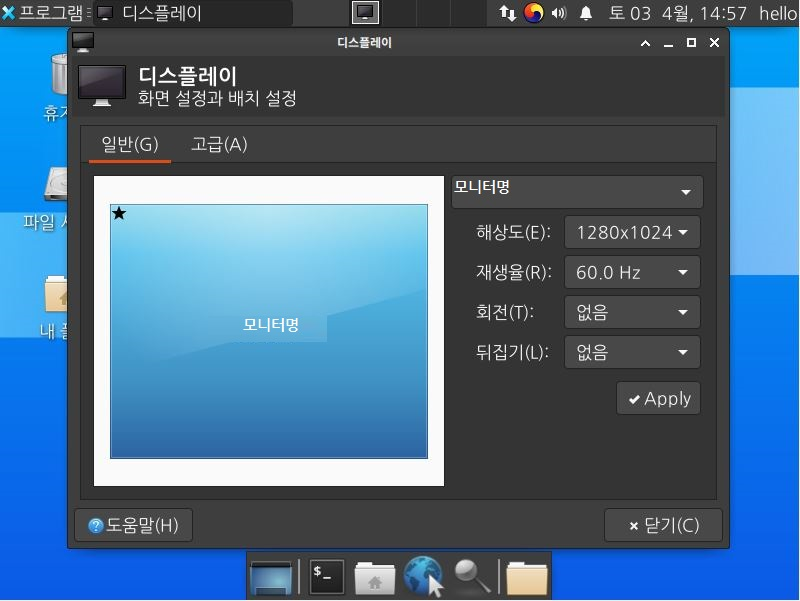 프로그램
디스플레이
토 03 4월, 14:57 hello
디스플레이
디스플레이
화면 설정과 배치 설정
일반(G) 고급(A)
모니터명
해상도(E): 1280x1024
재생율(R): 60.0 Hz
회전(T): 없음
뒤집기(L): 없음
Apply
모니터명
도움말(H)
닫기(C)
파일
내
$_